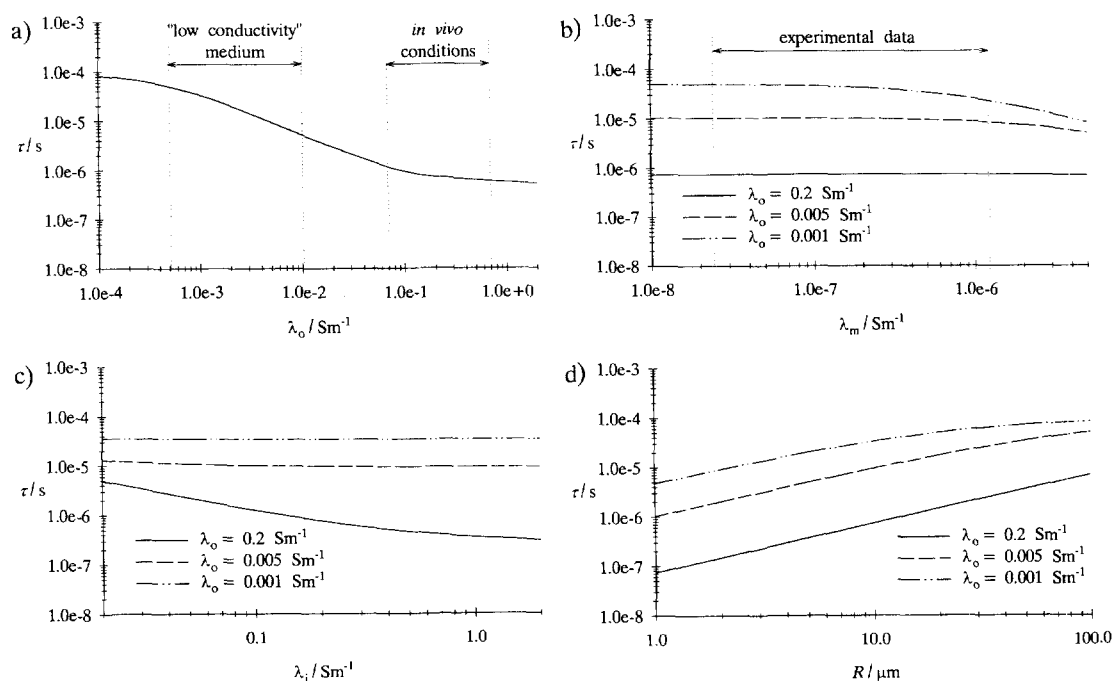 a)
"low conductivity" medium
in vivo conditions
1.0e-3
1.0e-4
1.0e-5
τ/ s
1.0e-6
1.0e-7
1.0e-8
1.0e-4 1.0e-3 1.0e-2 1.0e-1 1.0e+0
λo / Sm⁻¹
b)
experimental data
1.0e-3
1.0e-4
1.0e-5
τ/ s
1.0e-6
1.0e-7
1.0e-8
λo = 0.2 Sm⁻¹
λo = 0.005 Sm⁻¹
λo = 0.001 Sm⁻¹
1.0e-8 1.0e-7 1.0e-6
λm / Sm⁻¹
c)
1.0e-3
1.0e-4
1.0e-5
τ/ s
1.0e-6
1.0e-7
1.0e-8
λo = 0.2 Sm⁻¹
λo = 0.005 Sm⁻¹
λo = 0.001 Sm⁻¹
0.1 1.0
λi / Sm⁻¹
d)
1.0e-3
1.0e-4
1.0e-5
τ/ s
1.0e-6
1.0e-7
1.0e-8
λo = 0.2 Sm⁻¹
λo = 0.005 Sm⁻¹
λo = 0.001 Sm⁻¹
1.0 10.0 100.0
R / μm